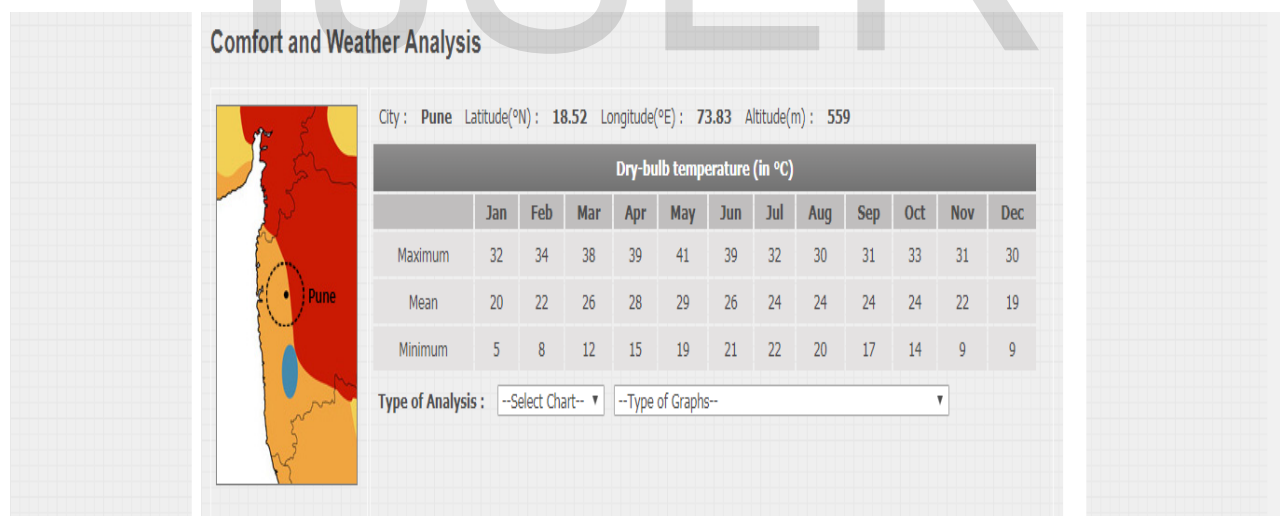 IJSER
Comfort and Weather Analysis
City : Pune Latitude(ºN) : 18.52 Longitude(ºE) : 73.83 Altitude(m) : 559
Dry-bulb temperature (in ºC)
Jan Feb Mar Apr May Jun Jul Aug Sep Oct Nov Dec
Maximum 32 34 38 39 41 39 32 30 31 33 31 30
Mean 20 22 26 28 29 26 24 24 24 24 22 19
Minimum 5 8 12 15 19 21 22 20 17 14 9 9
Pune
Type of Analysis : --Select Chart-- --Type of Graphs--